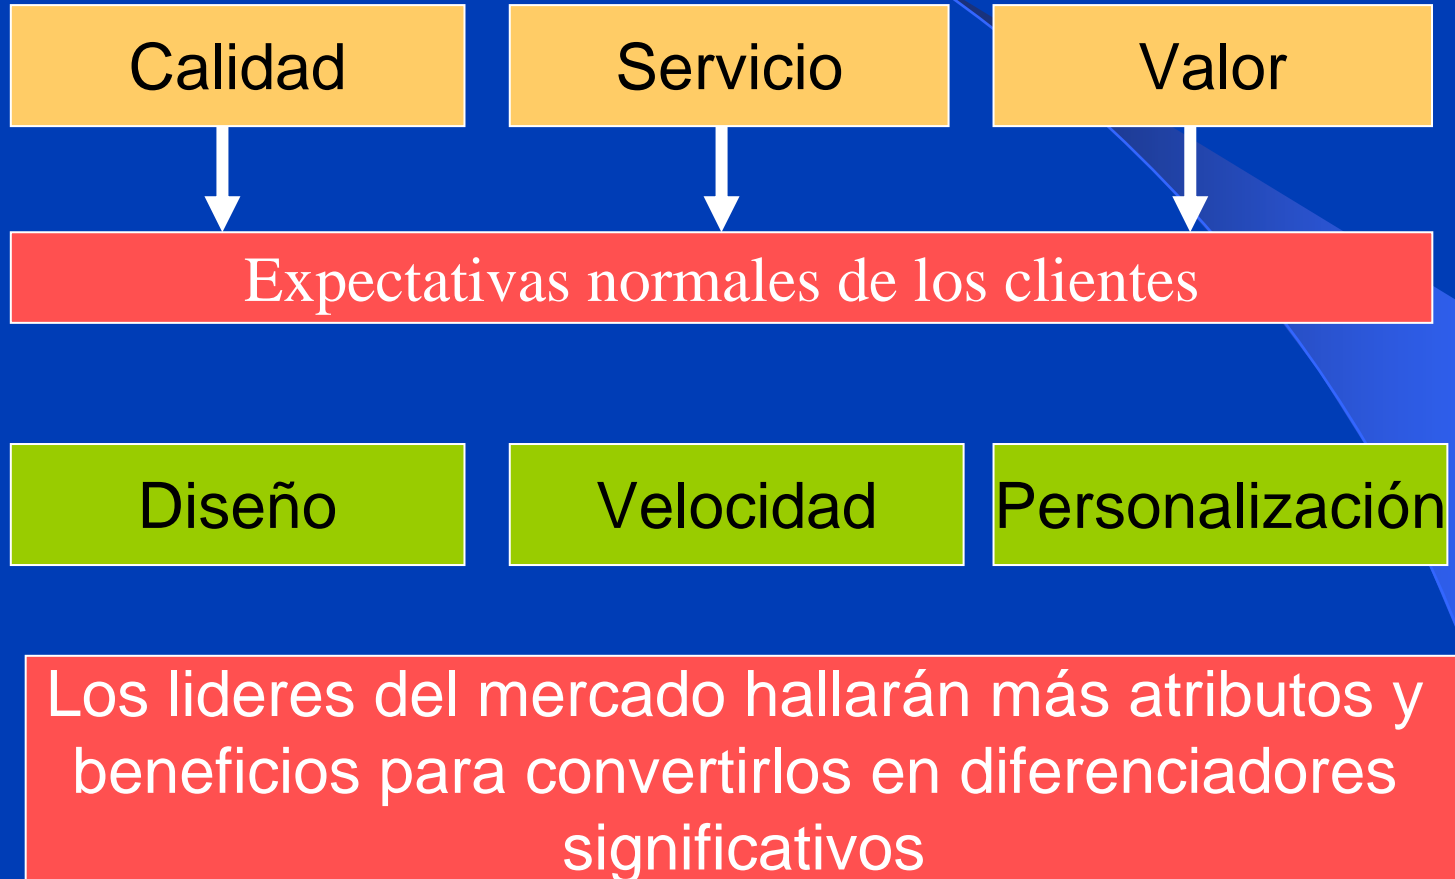 Calidad
Servicio
Valor
Expectativas normales de los clientes
Diseño
Velocidad
Personalización
Los lideres del mercado hallarán más atributos y
beneficios para convertirlos en diferenciadores
significativos